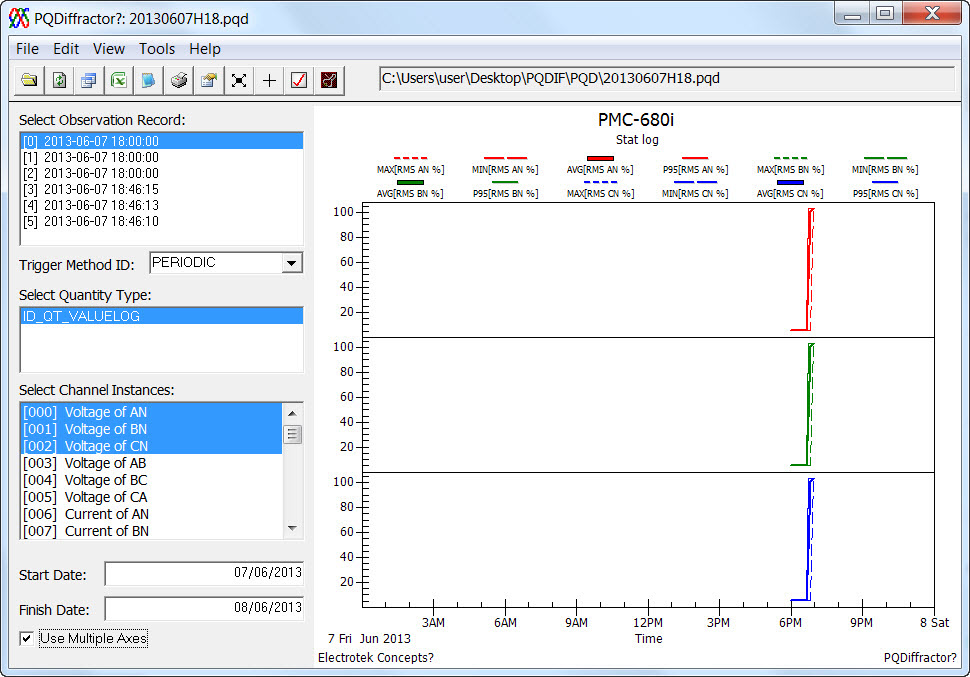 PQDiffractor?: 20130607H18.pqd
File Edit View Tools Help
C:\Users\user\Desktop\PQDIF\PQD\20130607H18.pqd
Select Observation Record:
[0] 2013-06-07 18:00:00
[1] 2013-06-07 18:00:00
[2] 2013-06-07 18:00:00
[3] 2013-06-07 18:46:15
[4] 2013-06-07 18:46:13
[5] 2013-06-07 18:46:10
Trigger Method ID: PERIODIC
Select Quantity Type:
ID_QT_VALUELOG
Select Channel Instances:
[000] Voltage of AN
[001] Voltage of BN
[002] Voltage of CN
[003] Voltage of AB
[004] Voltage of BC
[005] Voltage of CA
[006] Current of AN
[007] Current of BN
Start Date: 07/06/2013
Finish Date: 08/06/2013
Use Multiple Axes
PMC-680i
Stat log
MAX[RMS AN %] MIN[RMS AN %] AVG[RMS AN %] P95[RMS AN %] MAX[RMS BN %] MIN[RMS BN %]
AVG[RMS BN %] P95[RMS BN %] MAX[RMS CN %] MIN[RMS CN %] AVG[RMS CN %] P95[RMS CN %]
100
80
60
40
20
100
80
60
40
20
100
80
60
40
20
3AM 6AM 9AM 12PM 3PM 6PM 9PM 8 Sat
7 Fri Jun 2013
Time
Electrotek Concepts? PQDiffractor?